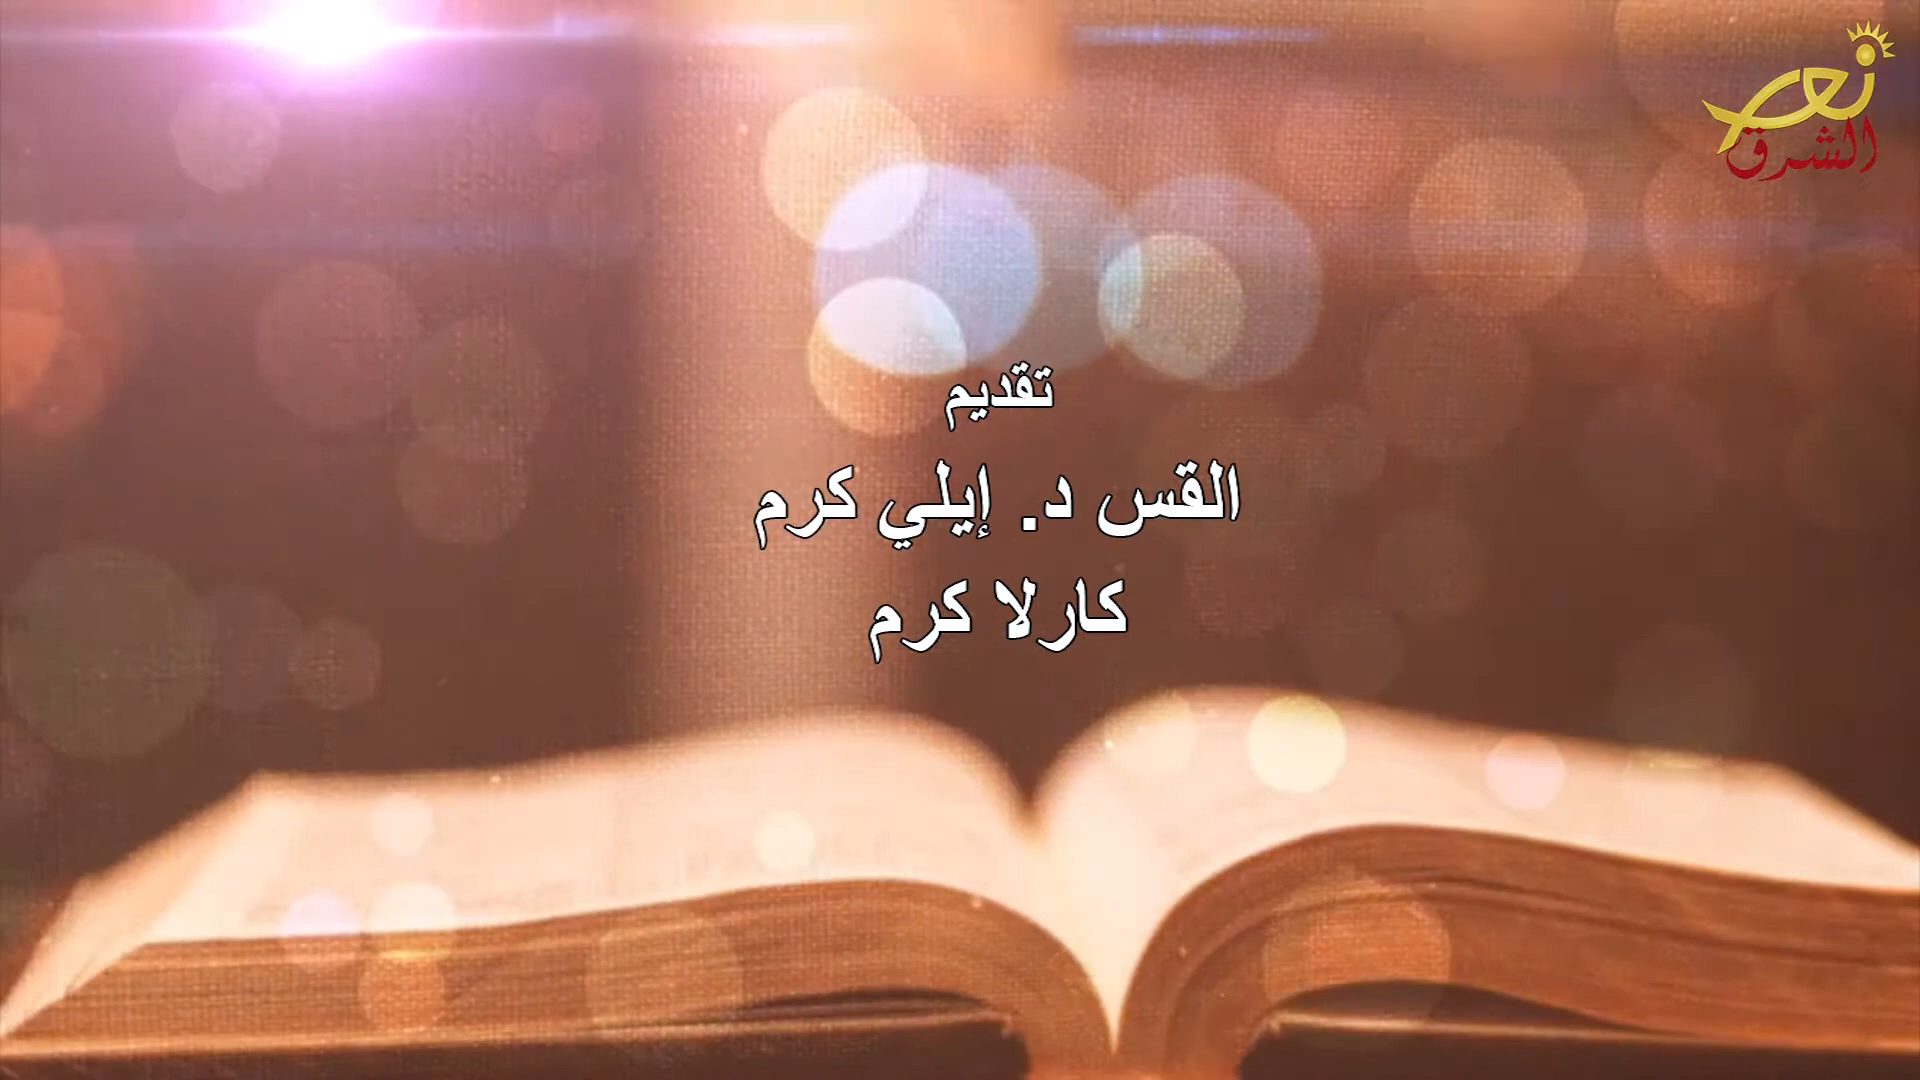 نور
الشرق
تقديم
القس د. إيلي كرم
كارلا كرم